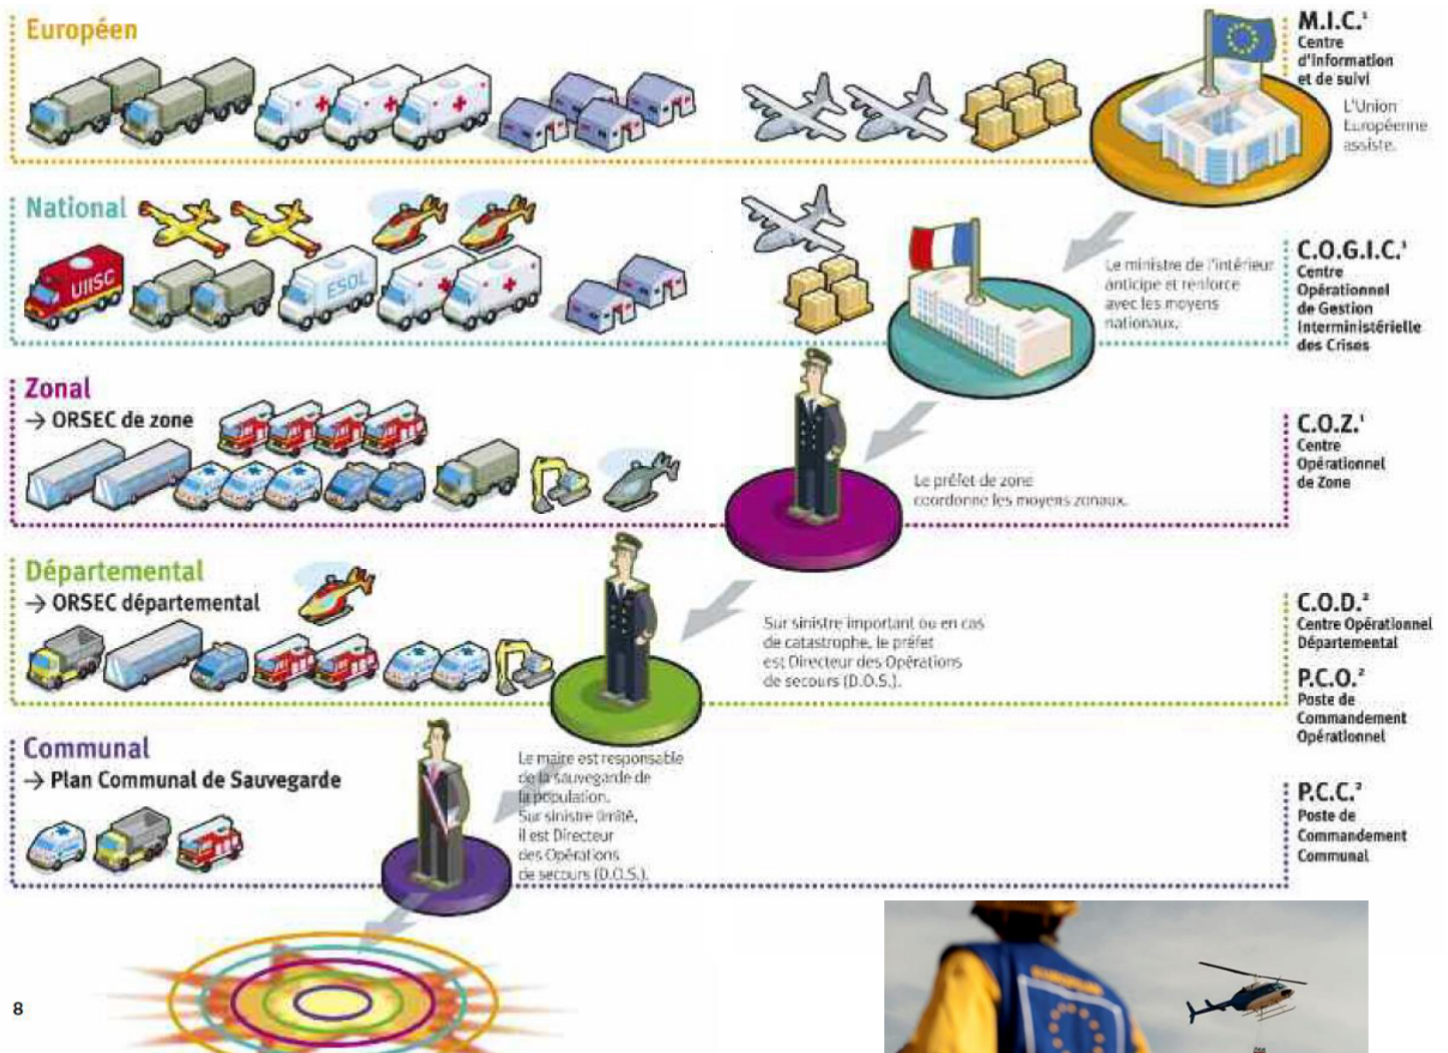 Européen
M.I.C.¹
Centre
d'Information
et de suivi
L'Union
Européenne
assiste.
National
UIISC
ESOL
Le ministre de l'intérieur
anticipe et renforce
avec les moyens
nationaux.
C.O.G.I.C.¹
Centre
Opérationnel
de Gestion
Interministérielle
des Crises
Zonal
→ ORSEC de zone
Le préfet de zone
coordonne les moyens zonaux.
C.O.Z.¹
Centre
Opérationnel
de Zone
Départemental
→ ORSEC départemental
Sur sinistre important ou en cas
de catastrophe, le préfet
est Directeur des Opérations
de secours (D.O.S.).
C.O.D.²
Centre Opérationnel
Départemental
P.C.O.²
Poste de
Commandement
Opérationnel
Communal
→ Plan Communal de Sauvegarde
Le maire est responsable
de la sauvegarde de
la population.
Sur sinistre limité,
il est Directeur
des Opérations
de secours (D.O.S.).
P.C.C.²
Poste de
Commandement
Communal
8